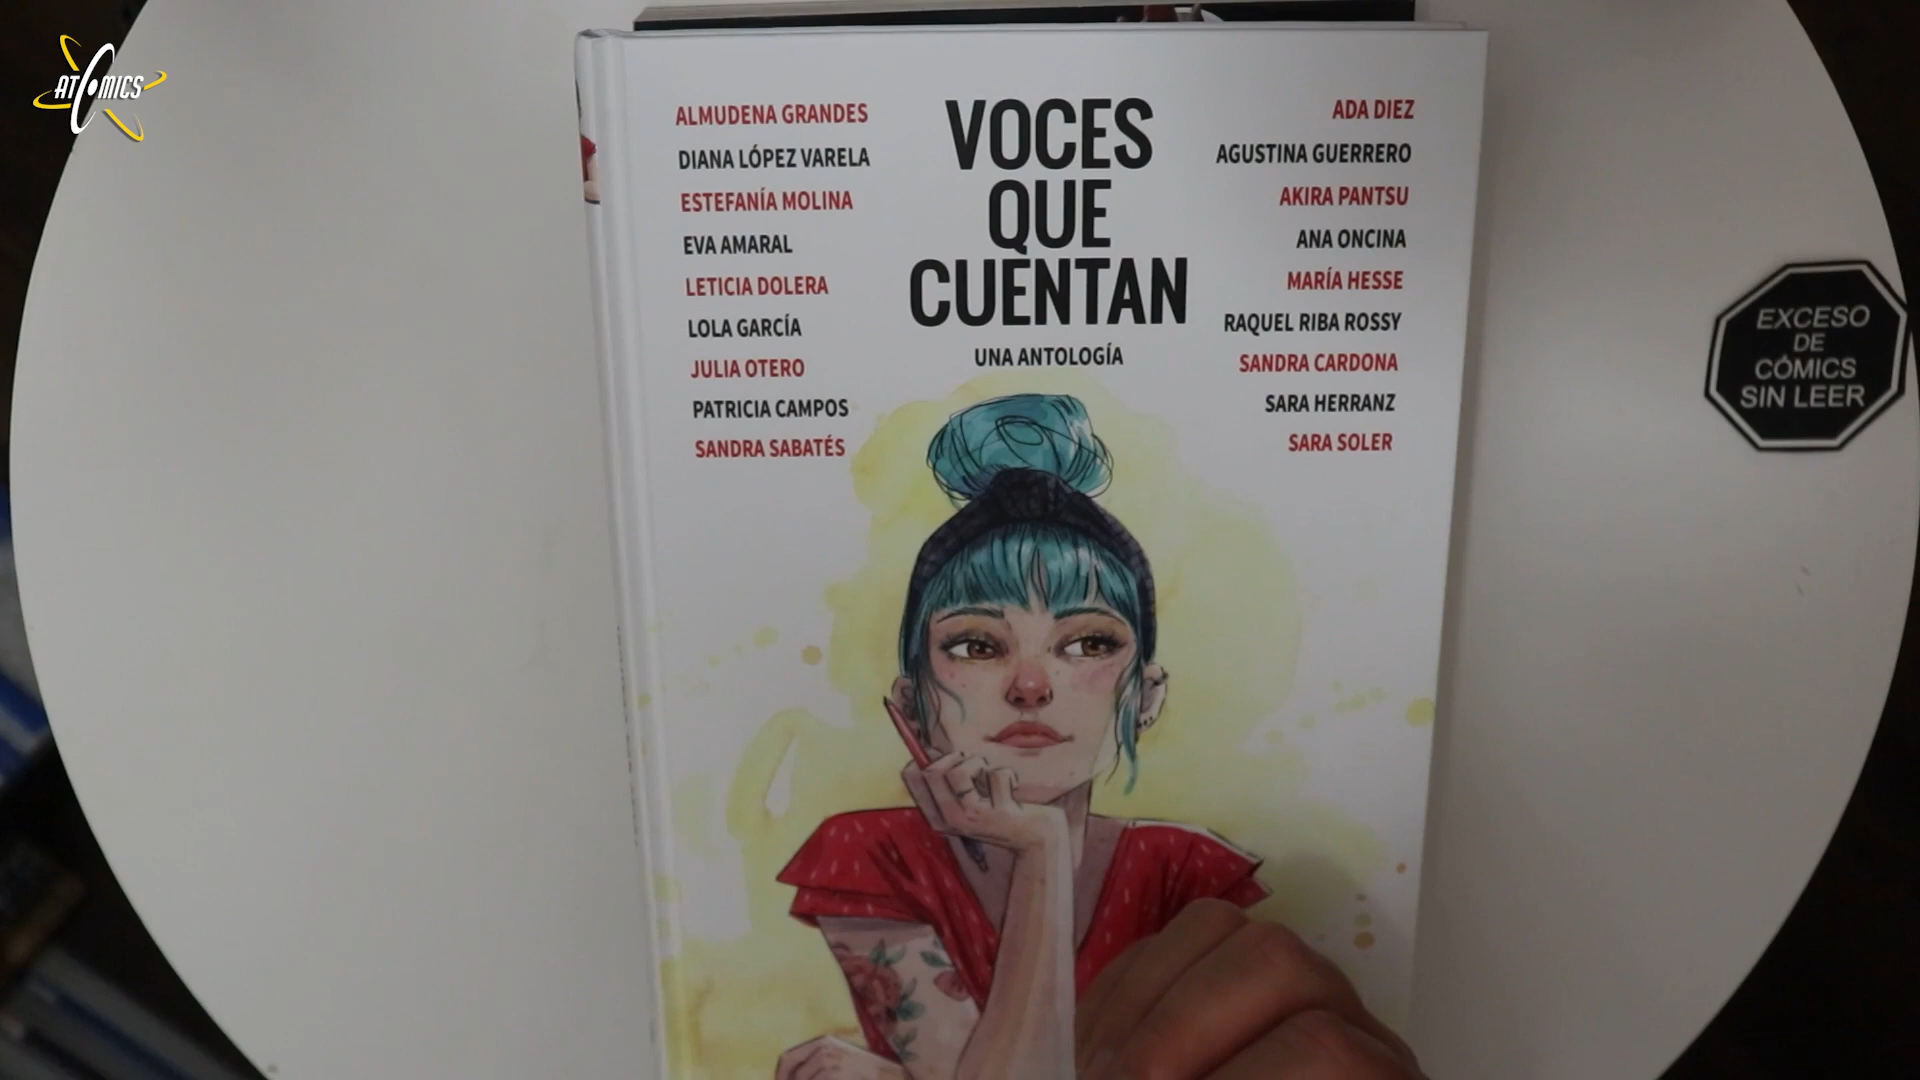 ATOMICS
ALMUDENA GRANDES
DIANA LÓPEZ VARELA
ESTEFANÍA MOLINA
EVA AMARAL
LETICIA DOLERA
LOLA GARCÍA
JULIA OTERO
PATRICIA CAMPOS
SANDRA SABATÉS
VOCES
QUE
CUENTAN
UNA ANTOLOGÍA
ADA DIEZ
AGUSTINA GUERRERO
AKIRA PANTSU
ANA ONCINA
MARÍA HESSE
RAQUEL RIBA ROSSY
SANDRA CARDONA
SARA HERRANZ
SARA SOLER
EXCESO
DE
CÓMICS
SIN LEER